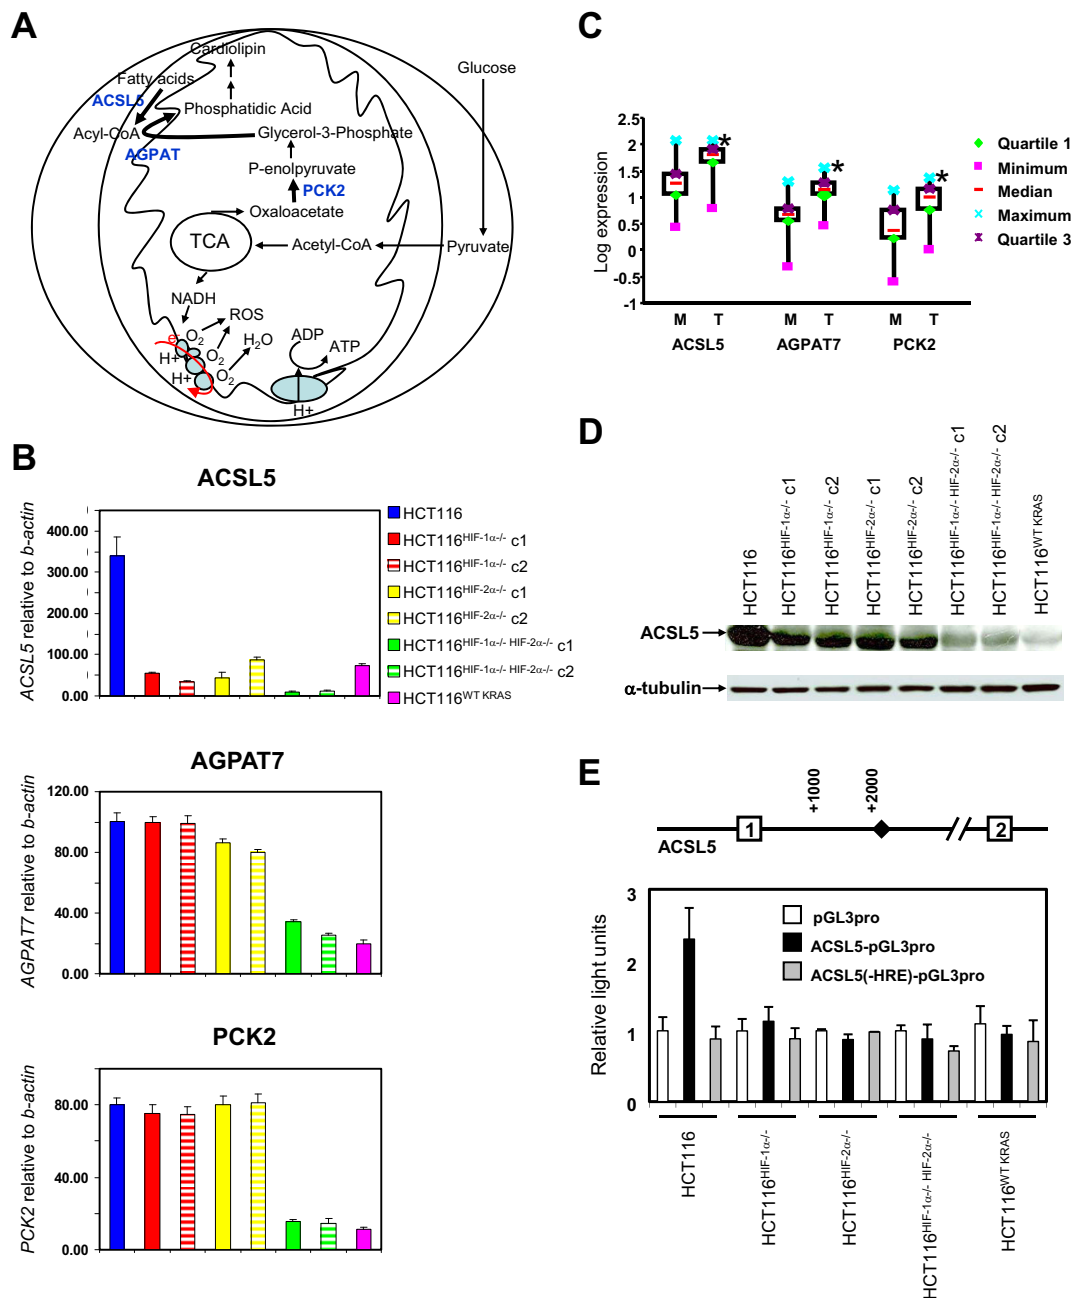 A
Cardiolipin
Fatty acids
Glucose
ACSL5
Phosphatidic Acid
Acyl-CoA
Glycerol-3-Phosphate
AGPAT
P-enolpyruvate
PCK2
Oxaloacetate
TCA
Acetyl-CoA
Pyruvate
NADH
ROS
e-
O2
H2O
ADP
ATP
H+
O2
H+
O2
H+
B
ACSL5
ACSL5 relative to b-actin
400.00
300.00
200.00
100.00
0.00
HCT116
HCT116HIF-1α-/- c1
HCT116HIF-1α-/- c2
HCT116HIF-2α-/- c1
HCT116HIF-2α-/- c2
HCT116HIF-1α-/- HIF-2α-/- c1
HCT116HIF-1α-/- HIF-2α-/- c2
HCT116WT KRAS
AGPAT7
AGPAT7 relative to b-actin
120.00
80.00
40.00
0.00
PCK2
PCK2 relative to b-actin
80.00
40.00
0.00
C
Log expression
2.5
2
1.5
1
0.5
0
-0.5
-1
*
*
*
Quartile 1
Minimum
Median
Maximum
Quartile 3
M T M T M T
ACSL5 AGPAT7 PCK2
D
HCT116
HCT116HIF-1α-/- c1
HCT116HIF-1α-/- c2
HCT116HIF-2α-/- c1
HCT116HIF-2α-/- c2
HCT116HIF-1α-/- HIF-2α-/- c1
HCT116HIF-1α-/- HIF-2α-/- c2
HCT116WT KRAS
ACSL5
α-tubulin
E
+1000
+2000
1
2
ACSL5
Relative light units
3
2
1
0
pGL3pro
ACSL5-pGL3pro
ACSL5(-HRE)-pGL3pro
HCT116
HCT116HIF-1α-/-
HCT116HIF-2α-/-
HCT116HIF-1α-/- HIF-2α-/-
HCT116WT KRAS